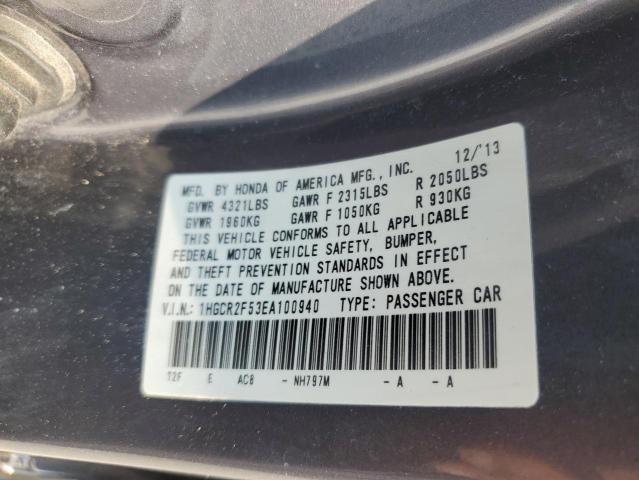 MFD. BY HONDA OF AMERICA MFG., INC. 12/'13
GVWR 4321LBS GAWR F 2315LBS R 2050LBS
GVWR 1960KG GAWR F 1050KG R 930KG
THIS VEHICLE CONFORMS TO ALL APPLICABLE
FEDERAL MOTOR VEHICLE SAFETY, BUMPER,
AND THEFT PREVENTION STANDARDS IN EFFECT
ON THE DATE OF MANUFACTURE SHOWN ABOVE.
V.I.N.: 1HGCR2F53EA100940 TYPE: PASSENGER CAR
T2F E AC8 - NH797M - A - A